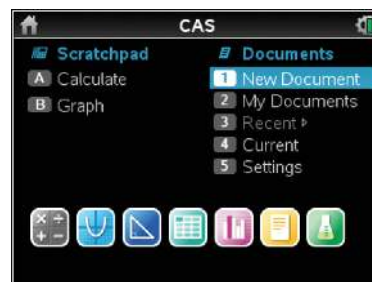 CAS
Scratchpad
A Calculate
B Graph
Documents
1 New Document
2 My Documents
3 Recent ▸
4 Current
5 Settings